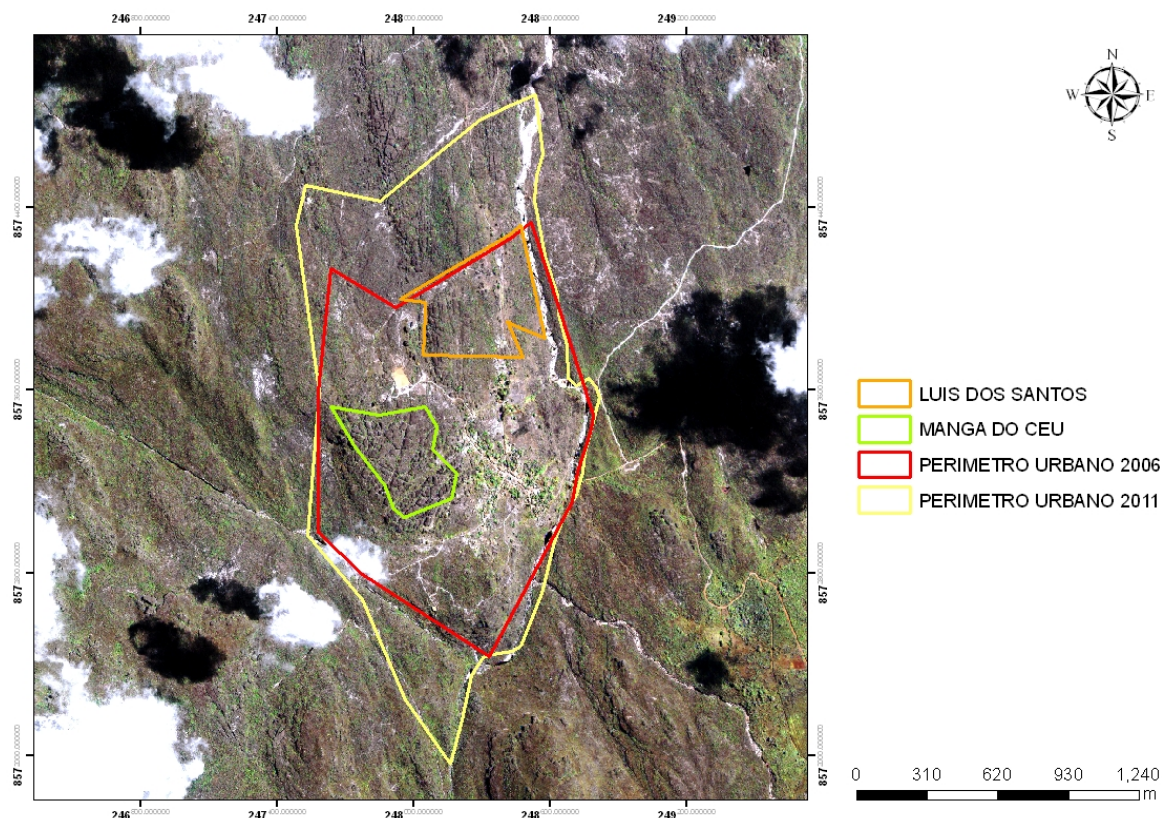 246
247
248
248
249
N
W
E
S
857
857
857
857
857
857
857
857
LUIS DOS SANTOS
MANGA DO CEU
PERIMETRO URBANO 2006
PERIMETRO URBANO 2011
0 310 620 930 1,240
m
246
247
248
248
249